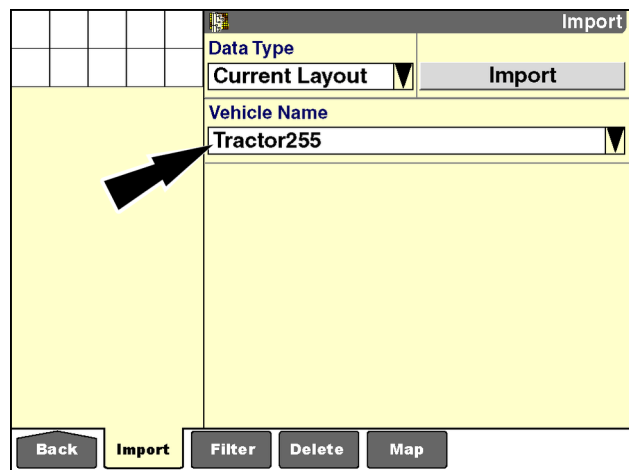 Import
Data Type
Current Layout
Import
Vehicle Name
Tractor255
Back
Import
Filter
Delete
Map